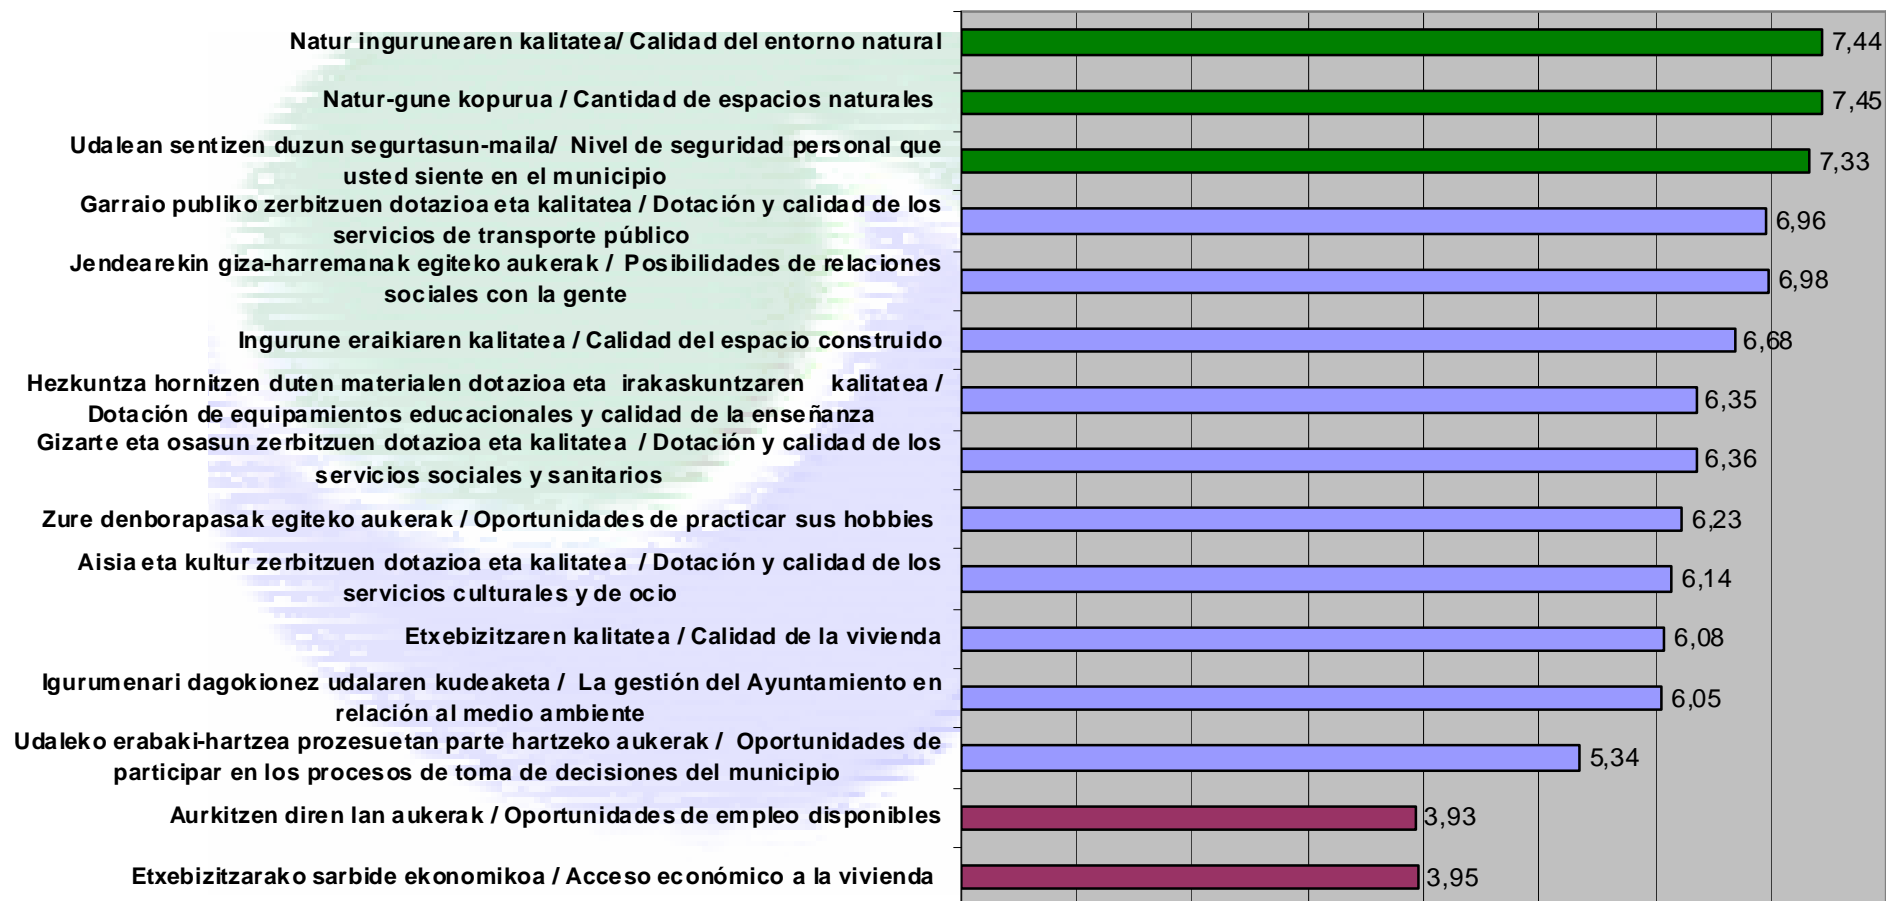 Natur ingurunearen kalitatea/ Calidad del entorno natural
7,44
Natur-gune kopurua / Cantidad de espacios naturales
7,45
Udalean sentizen duzun segurtasun-maila/ Nivel de seguridad personal que
usted siente en el municipio
7,33
Garraio publiko zerbitzuen dotazioa eta kalitatea / Dotación y calidad de los
servicios de transporte público
6,96
Jendearekin giza-harremanak egiteko aukerak / Posibilidades de relaciones
sociales con la gente
6,98
Ingurune eraikiaren kalitatea / Calidad del espacio construido
6,68
Hezkuntza hornitzen duten materialen dotazioa eta irakaskuntzaren kalitatea /
Dotación de equipamientos educacionales y calidad de la enseñanza
6,35
Gizarte eta osasun zerbitzuen dotazioa eta kalitatea / Dotación y calidad de los
servicios sociales y sanitarios
6,36
Zure denborapasak egiteko aukerak / Oportunidades de practicar sus hobbies
6,23
Aisia eta kultur zerbitzuen dotazioa eta kalitatea / Dotación y calidad de los
servicios culturales y de ocio
6,14
Etxebizitzaren kalitatea / Calidad de la vivienda
6,08
Igurumenari dagokionez udalaren kudeaketa / La gestión del Ayuntamiento en
relación al medio ambiente
6,05
Udaleko erabaki-hartzea prozesuetan parte hartzeko aukerak / Oportunidades de
participar en los procesos de toma de decisiones del municipio
5,34
Aurkitzen diren lan aukerak / Oportunidades de empleo disponibles
3,93
Etxebizitzarako sarbide ekonomikoa / Acceso económico a la vivienda
3,95